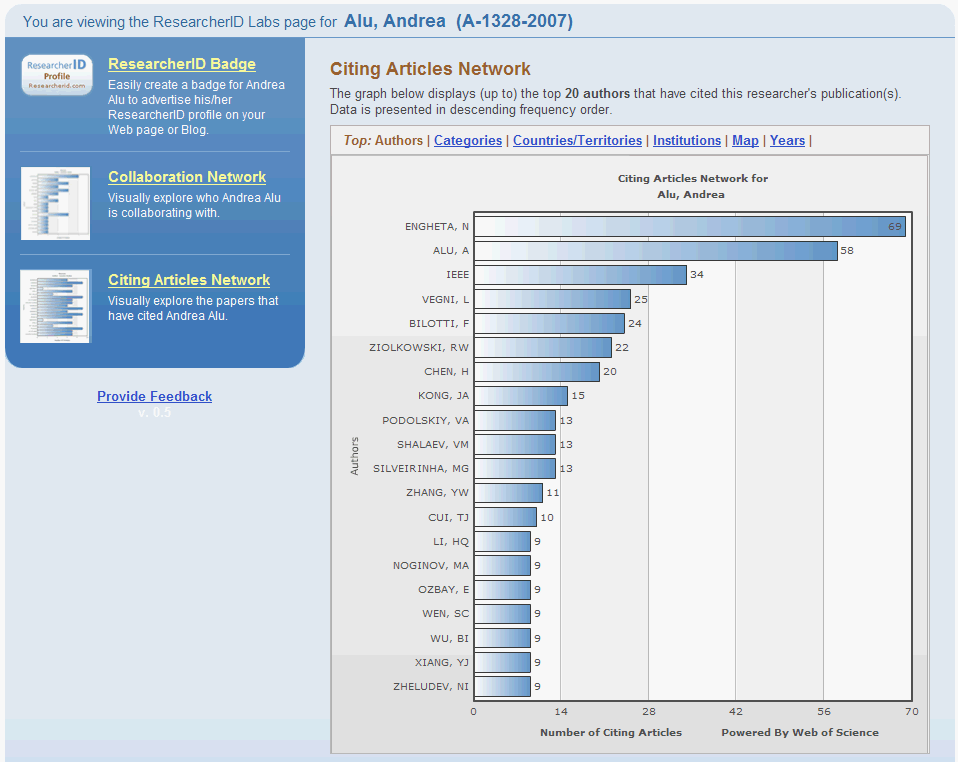 You are viewing the ResearcherID Labs page for Alu, Andrea (A-1328-2007)
ResearcherID
Profile
Researcherid.com
ResearcherID Badge
Easily create a badge for Andrea
Alu to advertise his/her
ResearcherID profile on your
Web page or Blog.
Collaboration Network
Visually explore who Andrea Alu
is collaborating with.
Citing Articles Network
Visually explore the papers that
have cited Andrea Alu.
Provide Feedback
v. 0.5
Citing Articles Network
The graph below displays (up to) the top 20 authors that have cited this researcher's publication(s).
Data is presented in descending frequency order.
Top: Authors | Categories | Countries/Territories | Institutions | Map | Years |
Citing Articles Network for
Alu, Andrea
Authors
ENGHETA, N 69
ALU, A 58
IEEE 34
VEGNI, L 25
BILOTTI, F 24
ZIOLKOWSKI, RW 22
CHEN, H 20
KONG, JA 15
PODOLSKIY, VA 13
SHALAEV, VM 13
SILVEIRINHA, MG 13
ZHANG, YW 11
CUI, TJ 10
LI, HQ 9
NOGINOV, MA 9
OZBAY, E 9
WEN, SC 9
WU, BI 9
XIANG, YJ 9
ZHELUDEV, NI 9
0 14 28 42 56 70
Number of Citing Articles Powered By Web of Science